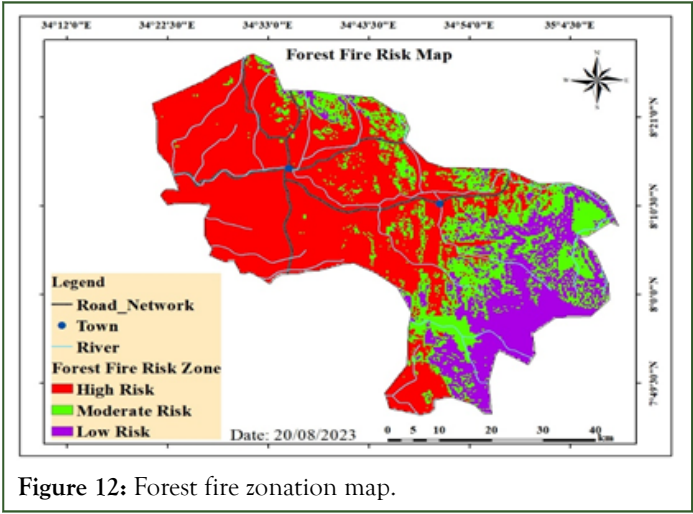 34°12'0"E 34°22'30"E 34°33'0"E 34°43'30"E 34°54'0"E 35°4'30"E
Forest Fire Risk Map
N
W E
S
8°21'0"N
8°10'30"N
8°0'0"N
7°49'30"N
Legend
Road_Network
Town
River
Forest Fire Risk Zone
High Risk
Moderate Risk
Low Risk
Date: 20/08/2023
0 5 10 20 30 40
km
Figure 12: Forest fire zonation map.